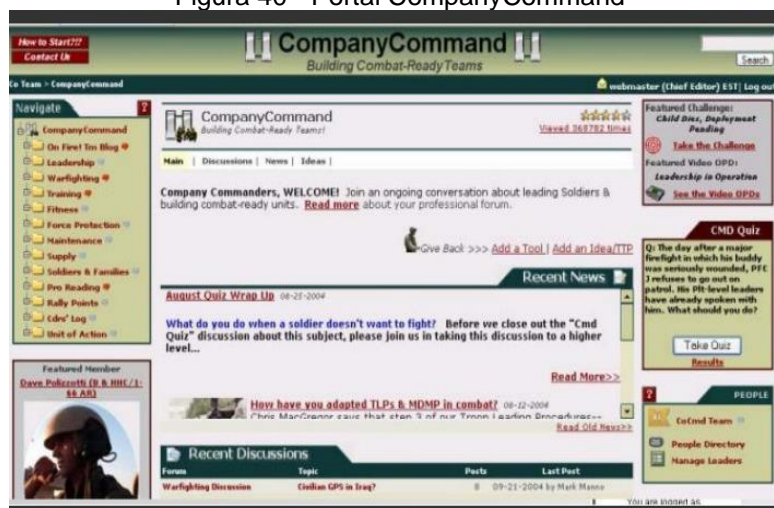 Figura 40 - Portal CompanyCommand
How to Start???
Contact Us
CompanyCommand
Building Combat-Ready Teams
Search
Co Team > CompanyCommand
webmaster (Chief Editor) EST| Log out
Navigate
?
CompanyCommand
On Fire! Tm Blog
Leadership
Warfighting
Training
Fitness
Force Protection
Maintenance
Supply
Soldiers & Families
Pro Reading
Rally Points
Cdrs' Log
Unit of Action
Featured Member
Dave Polizzotti (B & HHC/1-
66 AR)
CompanyCommand
Building Combat-Ready Teams!
Viewed 368782 times
Main | Discussions | News | Ideas |
Company Commanders, WELCOME! Join an ongoing conversation about leading Soldiers &
building combat-ready units. Read more about your professional forum.
Give Back >>> Add a Tool | Add an Idea/TTP
Recent News
August Quiz Wrap Up 08-25-2004
What do you do when a soldier doesn't want to fight? Before we close out the "Cmd
Quiz" discussion about this subject, please join us in taking this discussion to a higher
level...
Read More>>
How have you adapted TLPs & MDMP in combat? 08-12-2004
Chris MacGregor says that step 3 of our Troop Leading Procedures--
Read Old News>>
Recent Discussions
Forum Topic Posts Last Post
Warfighting Discussion Civilian GPS in Iraq? 8 09-21-2004 by Mark Manns
Featured Challenge:
Child Dies, Deployment
Pending
Take the Challenge
Featured Video OPD:
Leadership in Operation
See the Video OPDs
CMD Quiz
Q: The day after a major
firefight in which his buddy
was seriously wounded, PFC
J refuses to go out on
patrol. His Plt-level leaders
have already spoken with
him. What should you do?
Take Quiz
Results
?
PEOPLE
CoCmd Team
People Directory
Manage Leaders
You are logged as